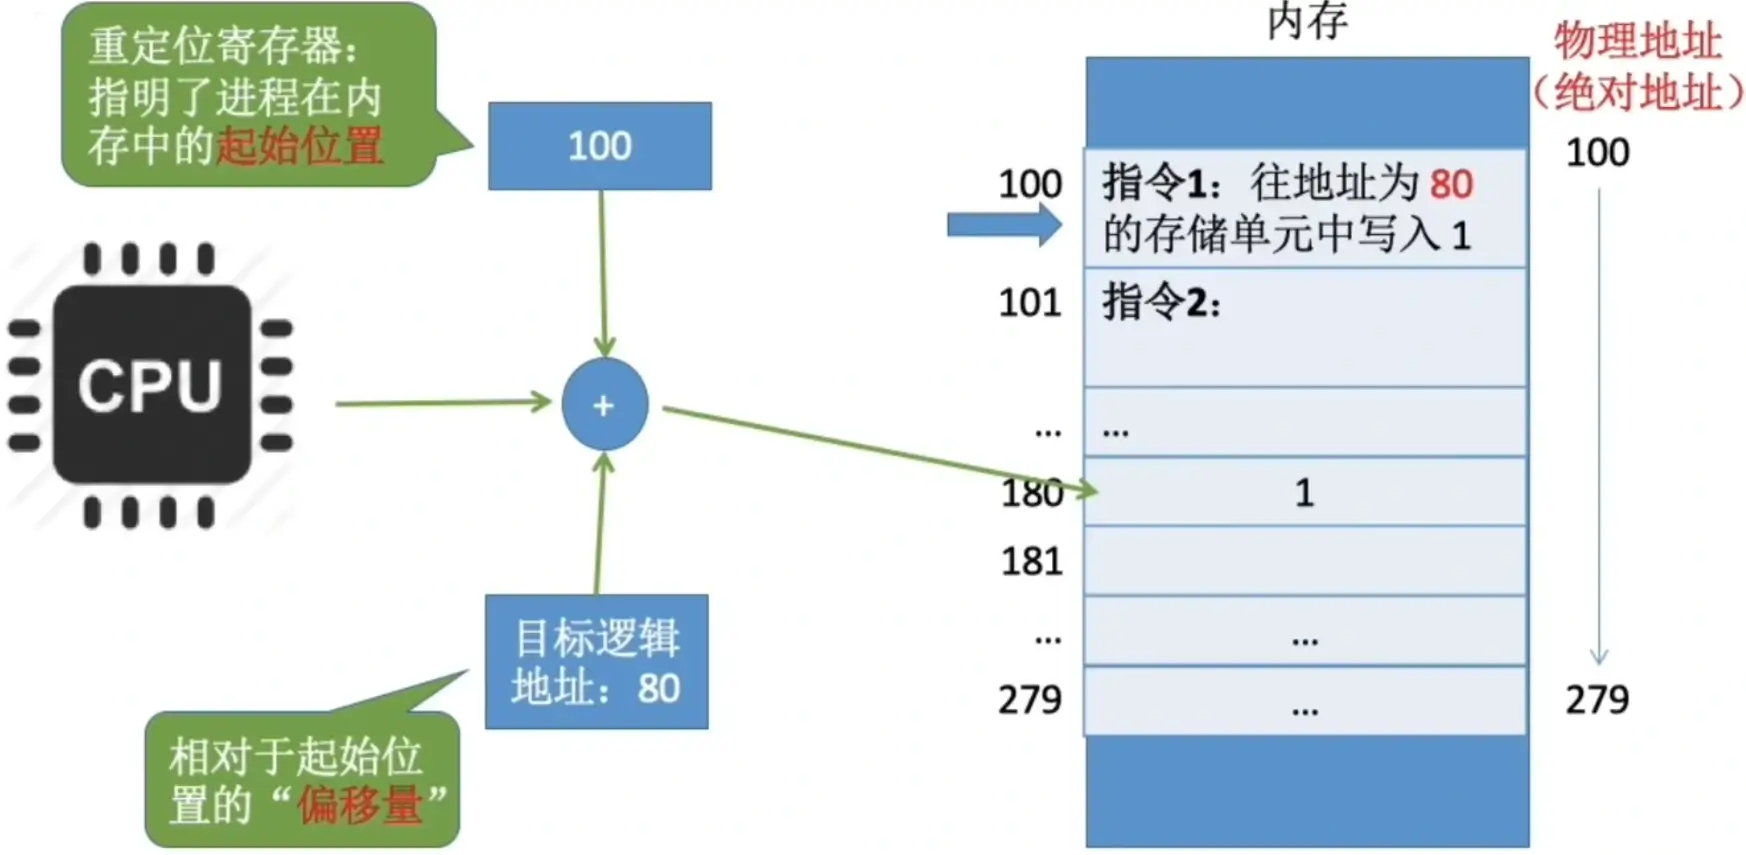 重定位寄存器：
指明了进程在内
存中的起始位置
100
CPU
+
目标逻辑
地址：80
相对于起始位
置的“偏移量”
内存
物理地址
（绝对地址）
100
279
100
指令1：往地址为 80
的存储单元中写入 1
101
指令2：
...
...
180
1
181
...
...
279
...